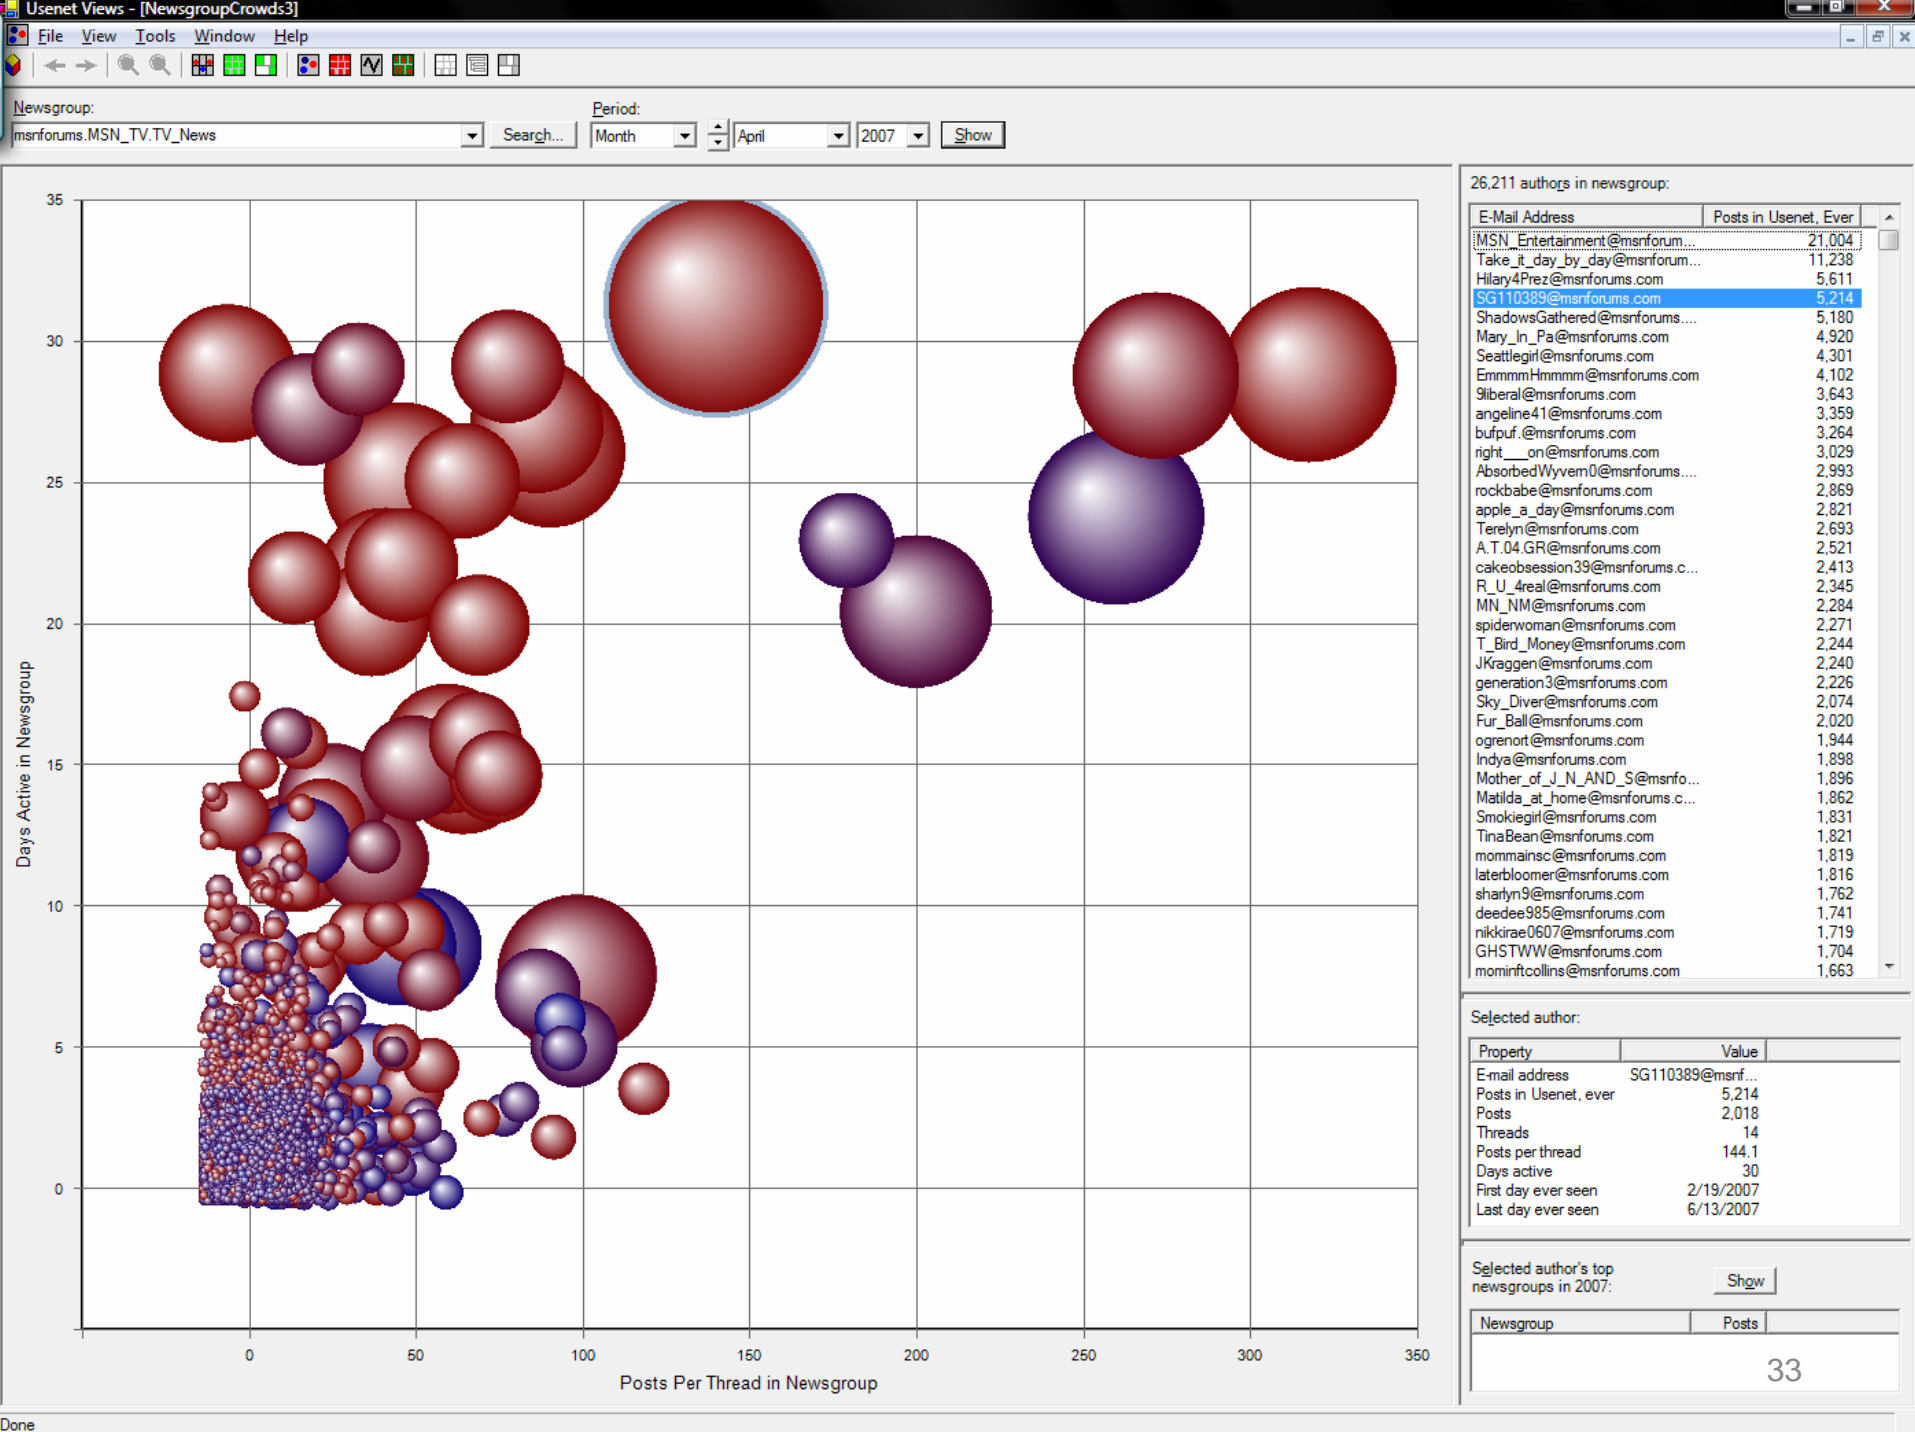 Usenet Views - [NewsgroupCrowds3]
File View Tools Window Help
Newsgroup:
Period:
msnforums.MSN_TV.TV_News Search... Month April 2007 Show
35
30
25
20
15
10
5
0
Days Active in Newsgroup
0 50 100 150 200 250 300 350
Posts Per Thread in Newsgroup
26,211 authors in newsgroup:
E-Mail Address Posts in Usenet, Ever
MSN_Entertainment@msnforum... 21,004
Take_it_day_by_day@msnforum... 11,238
Hilary4Prez@msnforums.com 5,611
SG110389@msnforums.com 5,214
ShadowsGathered@msnforums.... 5,180
Mary_In_Pa@msnforums.com 4,920
Seattlegirl@msnforums.com 4,301
EmmmmHmmmm@msnforums.com 4,102
9liberal@msnforums.com 3,643
angeline41@msnforums.com 3,359
bufpuf.@msnforums.com 3,264
right___on@msnforums.com 3,029
AbsorbedWyvern0@msnforums.... 2,993
rockbabe@msnforums.com 2,869
apple_a_day@msnforums.com 2,821
Terelyn@msnforums.com 2,693
A.T.04.GR@msnforums.com 2,521
cakeobsession39@msnforums.c... 2,413
R_U_4real@msnforums.com 2,345
MN_NM@msnforums.com 2,284
spiderwoman@msnforums.com 2,271
T_Bird_Money@msnforums.com 2,244
JKraggen@msnforums.com 2,240
generation3@msnforums.com 2,226
Sky_Diver@msnforums.com 2,074
Fur_Ball@msnforums.com 2,020
ogrenort@msnforums.com 1,944
Indya@msnforums.com 1,898
Mother_of_J_N_AND_S@msnfo... 1,896
Matilda_at_home@msnforums.c... 1,862
Smokiegirl@msnforums.com 1,831
TinaBean@msnforums.com 1,821
mommainsc@msnforums.com 1,819
laterbloomer@msnforums.com 1,816
sharlyn9@msnforums.com 1,762
deedee985@msnforums.com 1,741
nikkirae0607@msnforums.com 1,719
GHSTWW@msnforums.com 1,704
mominftcollins@msnforums.com 1,663
Selected author:
Property Value
E-mail address SG110389@msnf...
Posts in Usenet, ever 5,214
Posts 2,018
Threads 14
Posts per thread 144.1
Days active 30
First day ever seen 2/19/2007
Last day ever seen 6/13/2007
Selected author's top
newsgroups in 2007:
Show
Newsgroup Posts
33
Done